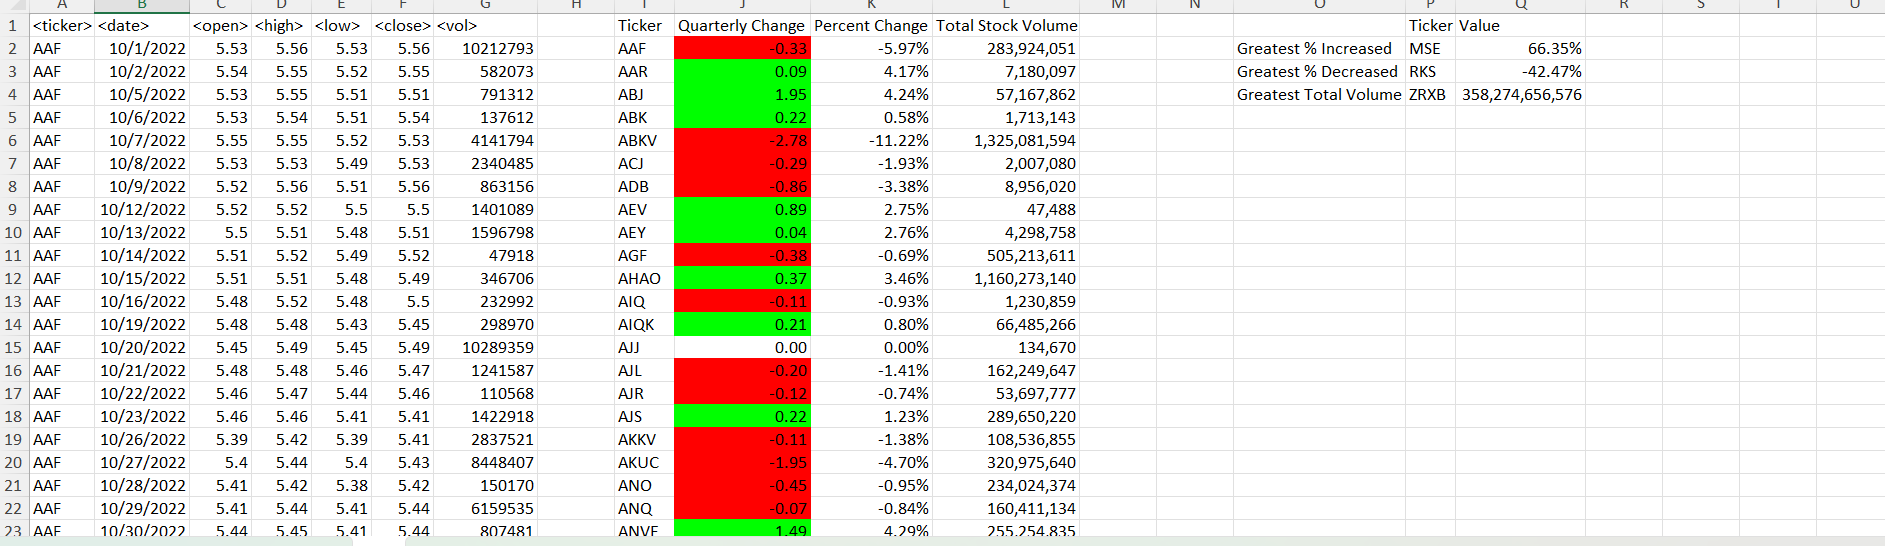 A B C D E F G H I J K L M N O P Q R S T U
1 <ticker> <date> <open> <high> <low> <close> <vol> Ticker Quarterly Change Percent Change Total Stock Volume Ticker Value
2 AAF 10/1/2022 5.53 5.56 5.53 5.56 10212793 AAF -0.33 -5.97% 283,924,051 Greatest % Increased MSE 66.35%
3 AAF 10/2/2022 5.54 5.55 5.52 5.55 582073 AAR 0.09 4.17% 7,180,097 Greatest % Decreased RKS -42.47%
4 AAF 10/5/2022 5.53 5.55 5.51 5.51 791312 ABJ 1.95 4.24% 57,167,862 Greatest Total Volume ZRXB 358,274,656,576
5 AAF 10/6/2022 5.53 5.54 5.51 5.54 137612 ABK 0.22 0.58% 1,713,143
6 AAF 10/7/2022 5.55 5.55 5.52 5.53 4141794 ABKV -2.78 -11.22% 1,325,081,594
7 AAF 10/8/2022 5.53 5.53 5.49 5.53 2340485 ACJ -0.29 -1.93% 2,007,080
8 AAF 10/9/2022 5.52 5.56 5.51 5.56 863156 ADB -0.86 -3.38% 8,956,020
9 AAF 10/12/2022 5.52 5.52 5.5 5.5 1401089 AEV 0.89 2.75% 47,488
10 AAF 10/13/2022 5.5 5.51 5.48 5.51 1596798 AEY 0.04 2.76% 4,298,758
11 AAF 10/14/2022 5.51 5.52 5.49 5.52 47918 AGF -0.38 -0.69% 505,213,611
12 AAF 10/15/2022 5.51 5.51 5.48 5.49 346706 AHAO 0.37 3.46% 1,160,273,140
13 AAF 10/16/2022 5.48 5.52 5.48 5.5 232992 AIQ -0.11 -0.93% 1,230,859
14 AAF 10/19/2022 5.48 5.48 5.43 5.45 298970 AIQK 0.21 0.80% 66,485,266
15 AAF 10/20/2022 5.45 5.49 5.45 5.49 10289359 AJJ 0.00 0.00% 134,670
16 AAF 10/21/2022 5.48 5.48 5.46 5.47 1241587 AJL -0.20 -1.41% 162,249,647
17 AAF 10/22/2022 5.46 5.47 5.44 5.46 110568 AJR -0.12 -0.74% 53,697,777
18 AAF 10/23/2022 5.46 5.46 5.41 5.41 1422918 AJS 0.22 1.23% 289,650,220
19 AAF 10/26/2022 5.39 5.42 5.39 5.41 2837521 AKKV -0.11 -1.38% 108,536,855
20 AAF 10/27/2022 5.4 5.44 5.4 5.43 8448407 AKUC -1.95 -4.70% 320,975,640
21 AAF 10/28/2022 5.41 5.42 5.38 5.42 150170 ANO -0.45 -0.95% 234,024,374
22 AAF 10/29/2022 5.41 5.44 5.41 5.44 6159535 ANQ -0.07 -0.84% 160,411,134
23 AAF 10/30/2022 5.44 5.45 5.41 5.44 807481 ANVF 1.49 4.29% 255,254,835